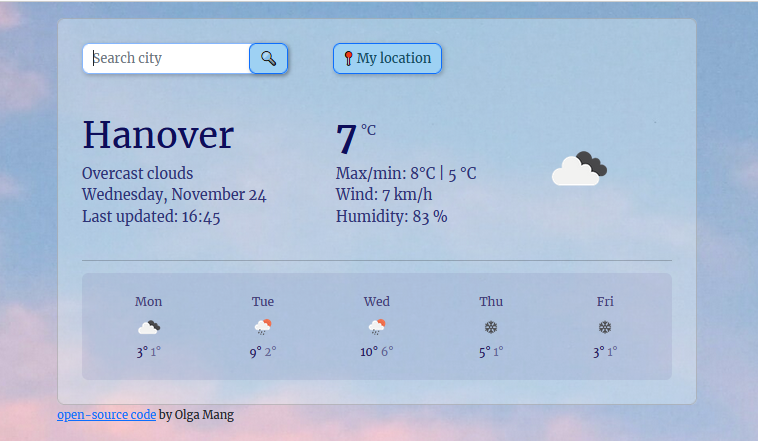 Search city
My location
Hanover
7 °C
Overcast clouds
Max/min: 8°C | 5 °C
Wednesday, November 24
Wind: 7 km/h
Last updated: 16:45
Humidity: 83 %
Mon Tue Wed Thu Fri
3° 1° 9° 2° 10° 6° 5° 1° 3° 1°
open-source code by Olga Mang